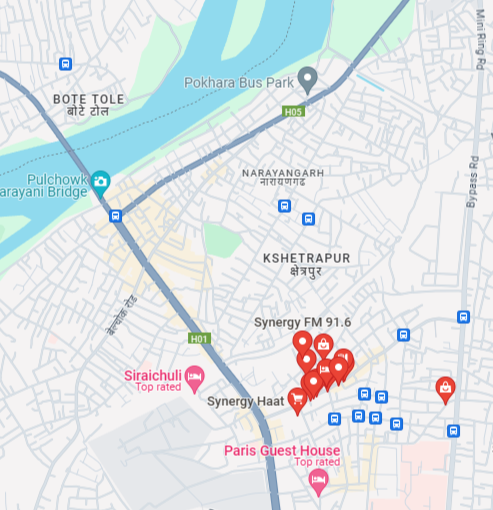 Mini Ring Rd
Pokhara Bus Park
BOTE TOLE
बोटे टोल
H05
Bypass Rd
NARAYANGARH
नारायणगढ
Pulchowk
arayani Bridge
KSHETRAPUR
क्षेत्रपुर
बेल्चोक रोड
Synergy FM 91.6
H01
Siraichuli
Top rated
Synergy Haat
Paris Guest House
Top rated